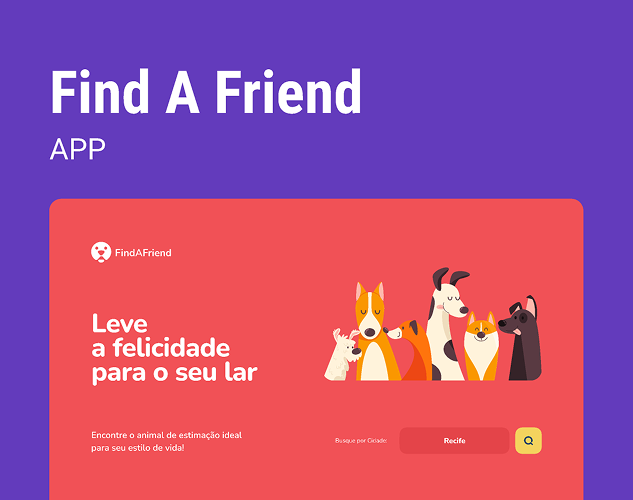 Find A Friend
APP
FindAFriend
Leve
a felicidade
para o seu lar
Encontre o animal de estimação ideal
para seu estilo de vida!
Busque por Cidade:
Recife